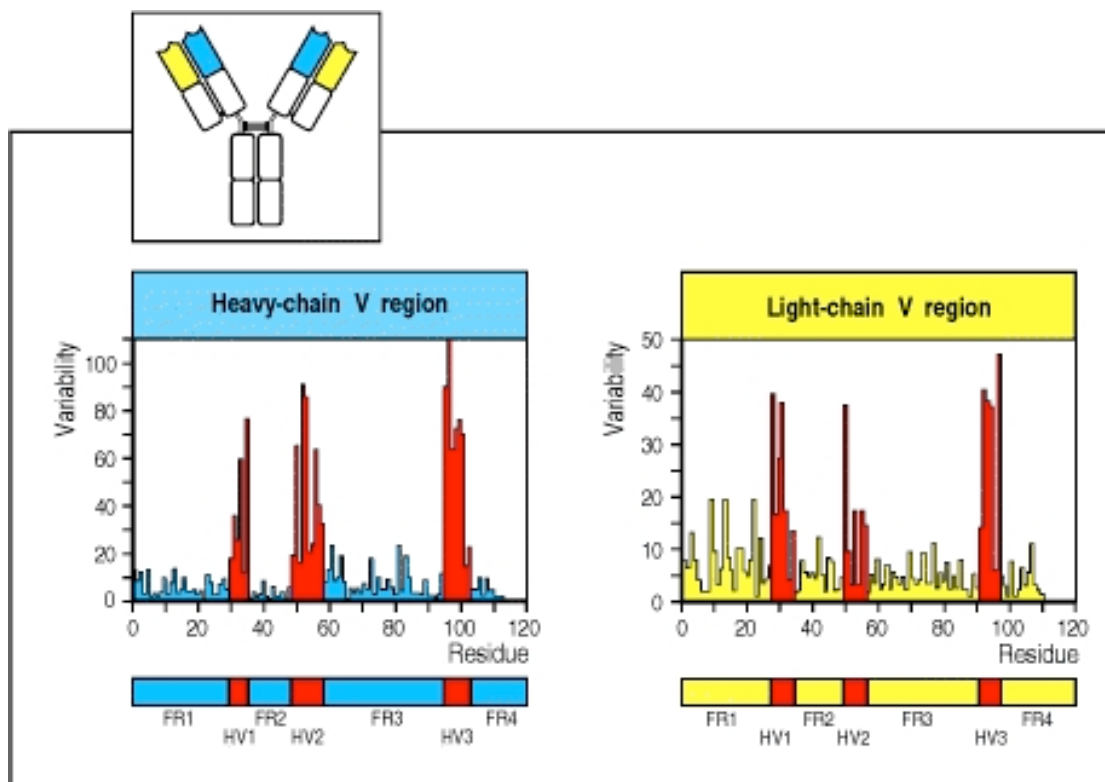 Heavy-chain V region
Variability
100
80
60
40
20
0
0 20 40 60 80 100 120
Residue
FR1 FR2 FR3 FR4
HV1 HV2 HV3
Light-chain V region
Variability
50
40
30
20
10
0
0 20 40 60 80 100 120
Residue
FR1 FR2 FR3 FR4
HV1 HV2 HV3